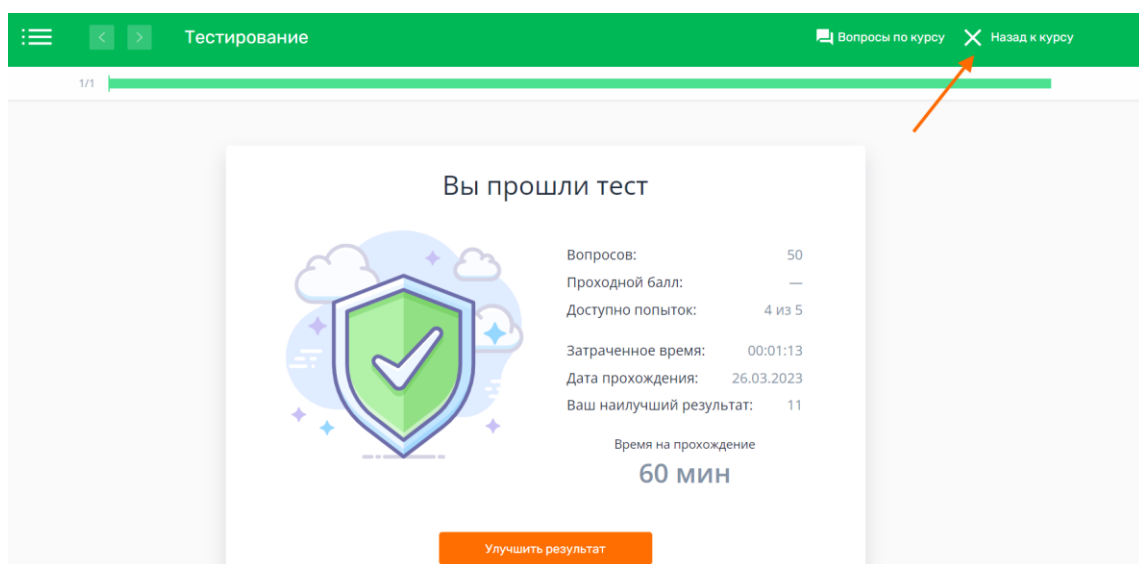 Тестирование
Вопросы по курсу
Назад к курсу
1/1
Вы прошли тест
Вопросов: 50
Проходной балл: —
Доступно попыток: 4 из 5
Затраченное время: 00:01:13
Дата прохождения: 26.03.2023
Ваш наилучший результат: 11
Время на прохождение
60 мин
Улучшить результат